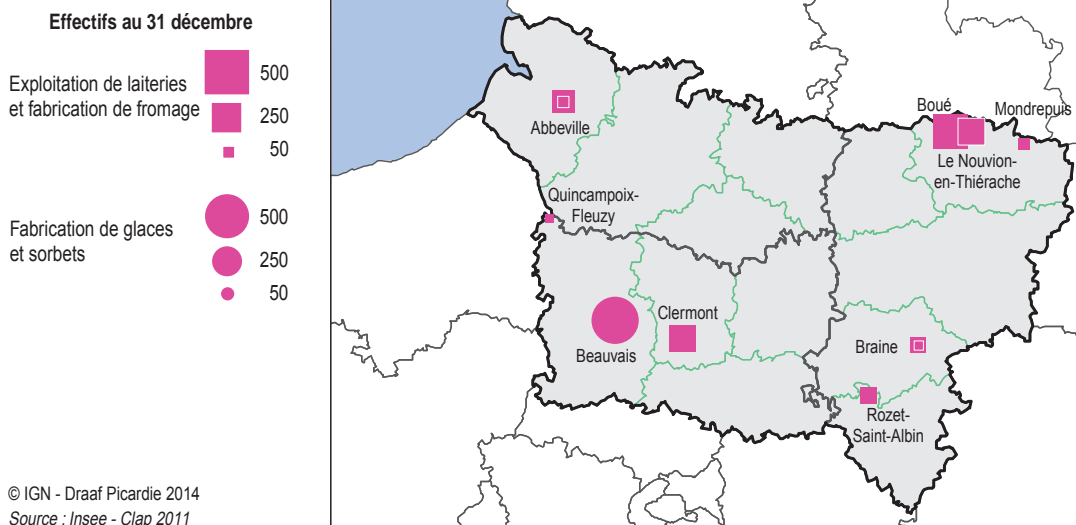 Effectifs au 31 décembre
Exploitation de laiteries
et fabrication de fromage
500
250
50
Fabrication de glaces
et sorbets
500
250
50
© IGN - Draaf Picardie 2014
Source : Insee - Clap 2011
Abbeville
Boué
Mondrepuis
Le Nouvion-
en-Thiérache
Quincampoix-
Fleuzy
Beauvais
Clermont
Braine
Rozet-
Saint-Albin